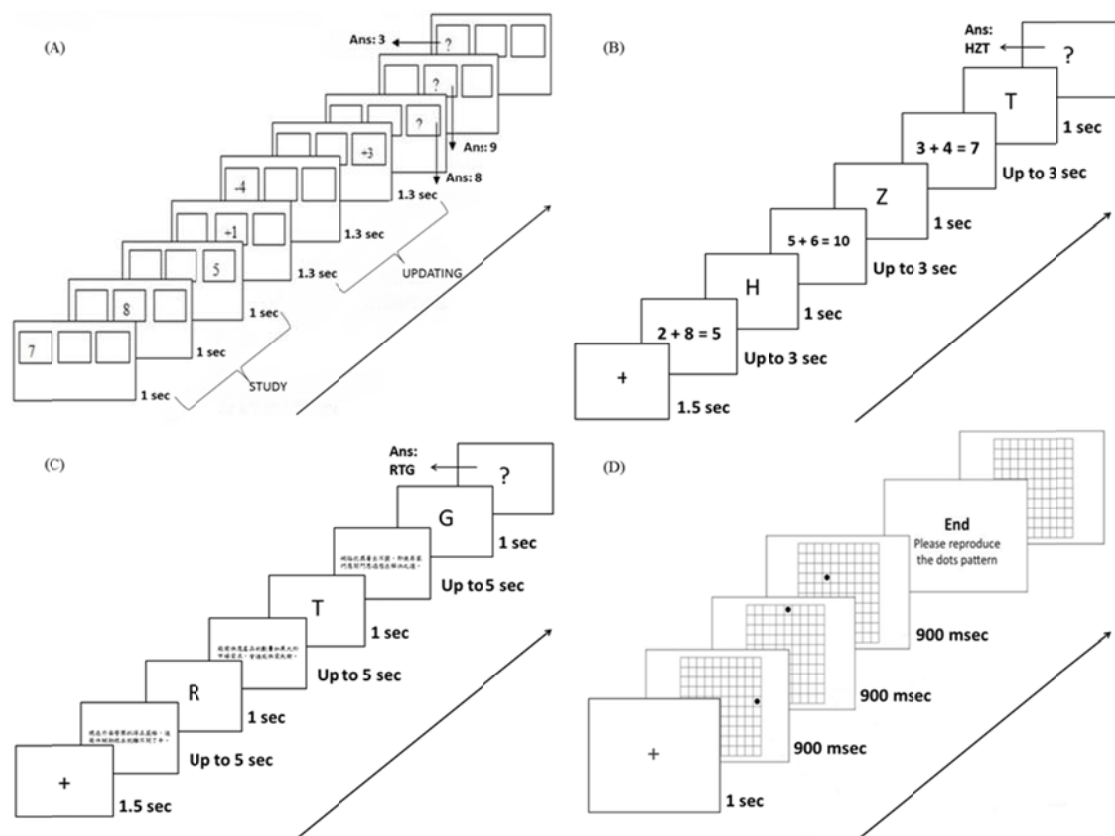 (A)
Ans: 3
?
?
?
+3
Ans: 9
-4
Ans: 8
1.3 sec
+1
1.3 sec
5
UPDATING
1.3 sec
8
1 sec
7
1 sec
STUDY
1 sec
(B)
Ans:
HZT
?
T
1 sec
3 + 4 = 7
Up to 3 sec
Z
1 sec
5 + 6 = 10
Up to 3 sec
H
1 sec
2 + 8 = 5
Up to 3 sec
+
1.5 sec
(C)
Ans:
RTG
?
G
1 sec
Up to 5 sec
T
1 sec
Up to 5 sec
R
1 sec
Up to 5 sec
+
1.5 sec
(D)
End
Please reproduce
the dots pattern
900 msec
900 msec
900 msec
+
1 sec